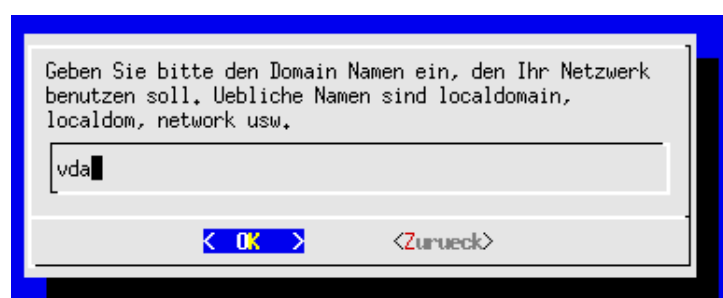 Geben Sie bitte den Domain Namen ein, den Ihr Netzwerk
benutzen soll. Uebliche Namen sind localdomain,
localdom, network usw.
vda
< OK > <Zurueck>